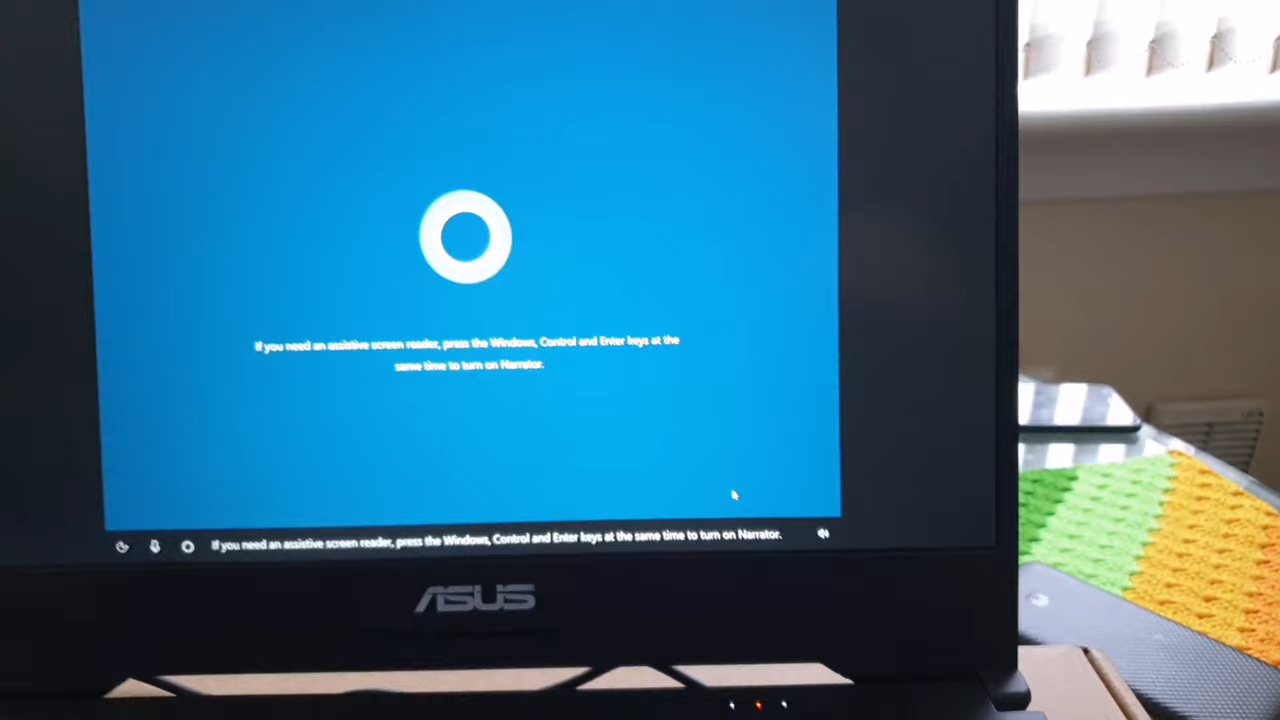 If you need an assistive screen reader, press the Windows, Control and Enter keys at the
same time to turn on Narrator.
If you need an assistive screen reader, press the Windows, Control and Enter keys at the same time to turn on Narrator.
ASUS